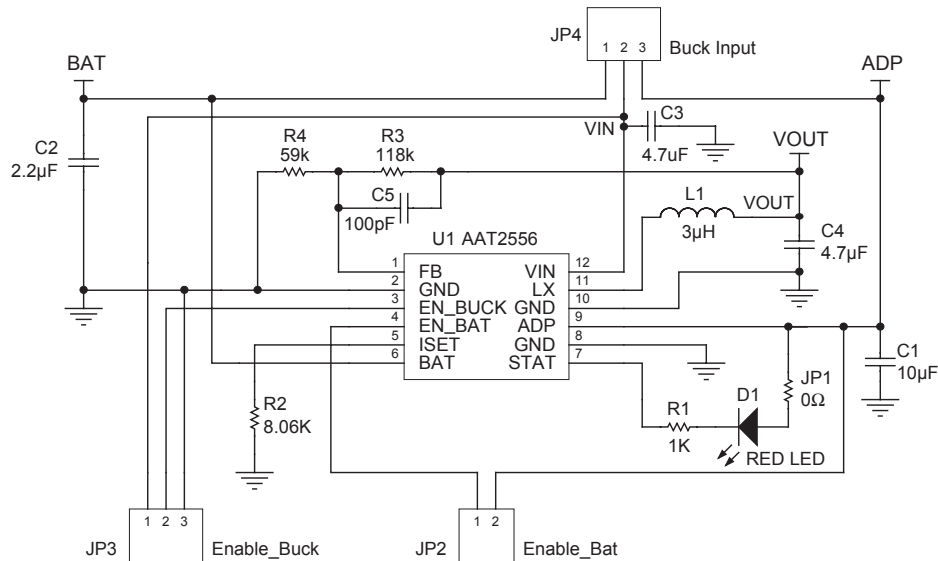 JP4
1 2 3
Buck Input
BAT
ADP
C2
2.2µF
R4
59k
R3
118k
VIN
C3
4.7uF
VOUT
C5
100pF
L1
3µH
VOUT
C4
4.7µF
U1 AAT2556
1 FB VIN 12
2 GND LX 11
3 EN_BUCK GND 10
4 EN_BAT ADP 9
5 ISET GND 8
6 BAT STAT 7
C1
10µF
R2
8.06K
JP1
0Ω
D1
R1
1K
RED LED
1 2 3
JP3
Enable_Buck
1 2
JP2
Enable_Bat